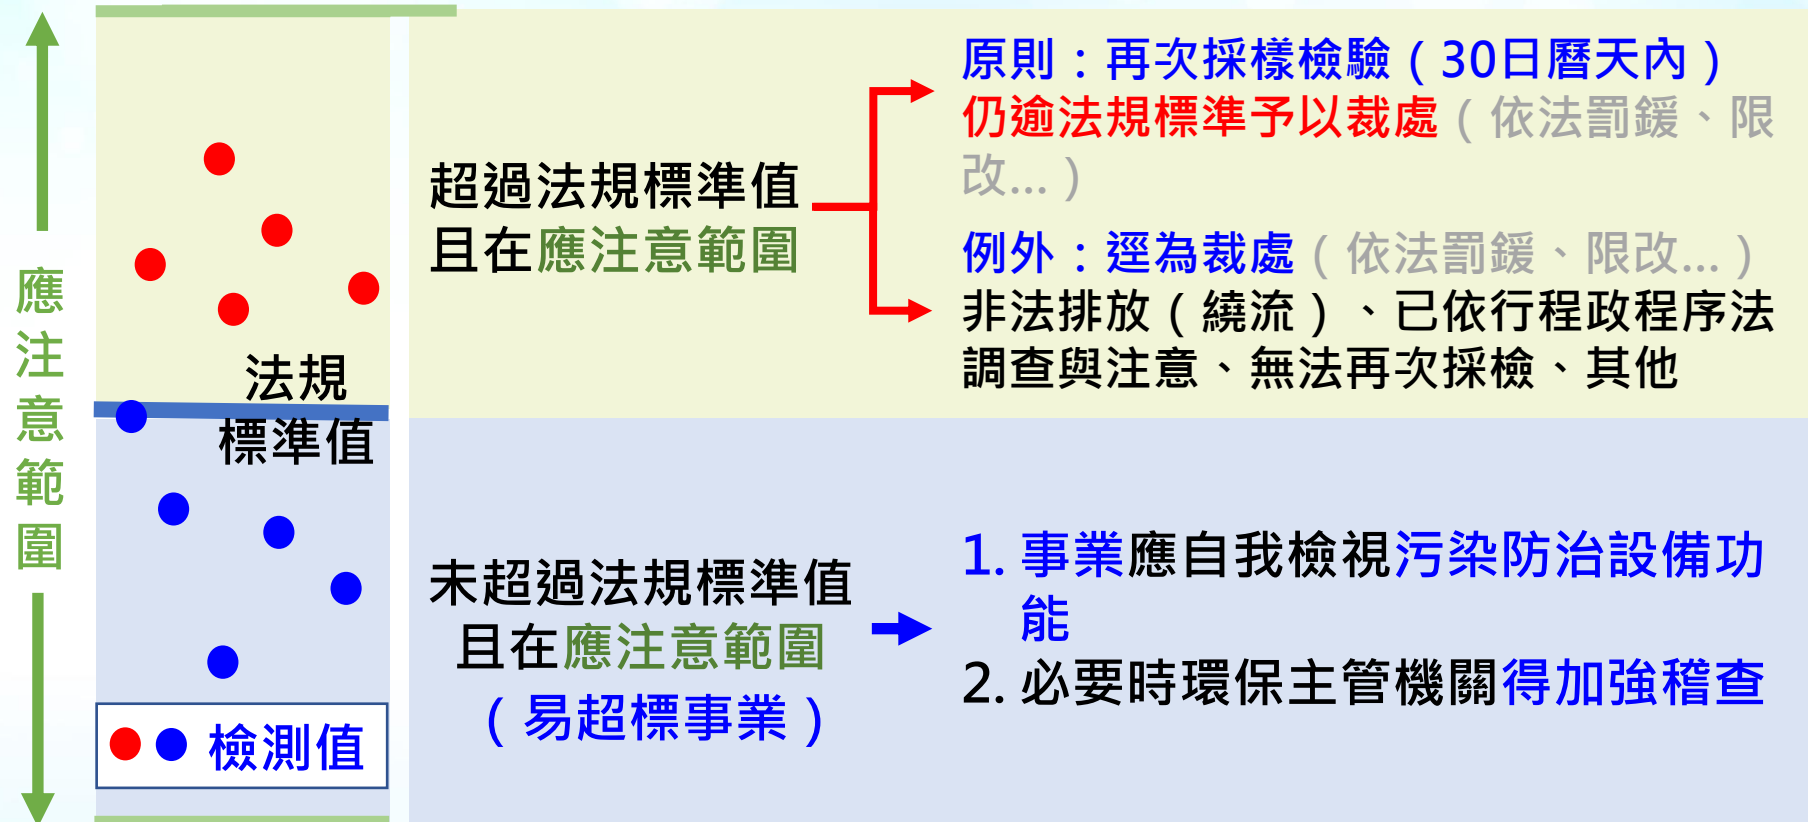 應注意範圍
法規
標準值
檢測值
超過法規標準值
且在應注意範圍
原則：再次採樣檢驗（30日曆天內）
仍逾法規標準予以裁處（依法罰鍰、限
改...）
例外：逕為裁處（依法罰鍰、限改...）
非法排放（繞流）、已依行程政程序法
調查與注意、無法再次採檢、其他
未超過法規標準值
且在應注意範圍
（易超標事業）
1. 事業應自我檢視污染防治設備功
能
2. 必要時環保主管機關得加強稽查